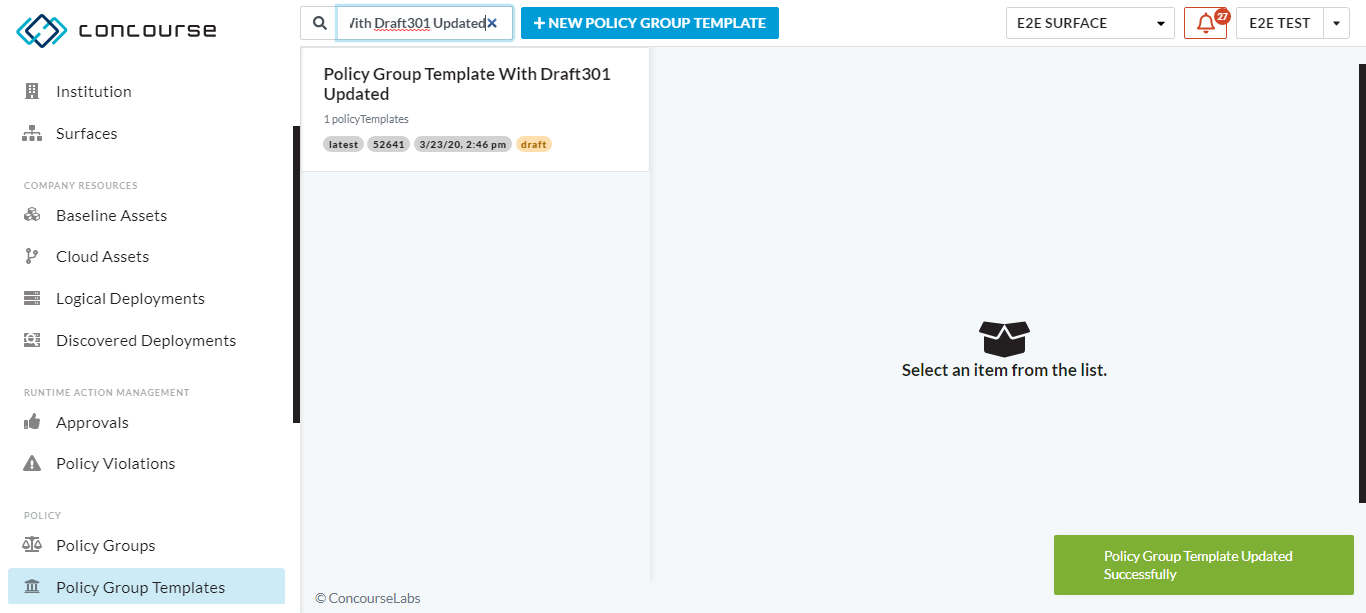 concourse
With Draft301 Updated
NEW POLICY GROUP TEMPLATE
E2E SURFACE
27
E2E TEST
Institution
Surfaces
COMPANY RESOURCES
Baseline Assets
Cloud Assets
Logical Deployments
Discovered Deployments
RUNTIME ACTION MANAGEMENT
Approvals
Policy Violations
POLICY
Policy Groups
Policy Group Templates
Policy Group Template With Draft301
Updated
1 policyTemplates
latest 52641 3/23/20, 2:46 pm draft
Select an item from the list.
Policy Group Template Updated
Successfully
© ConcourseLabs